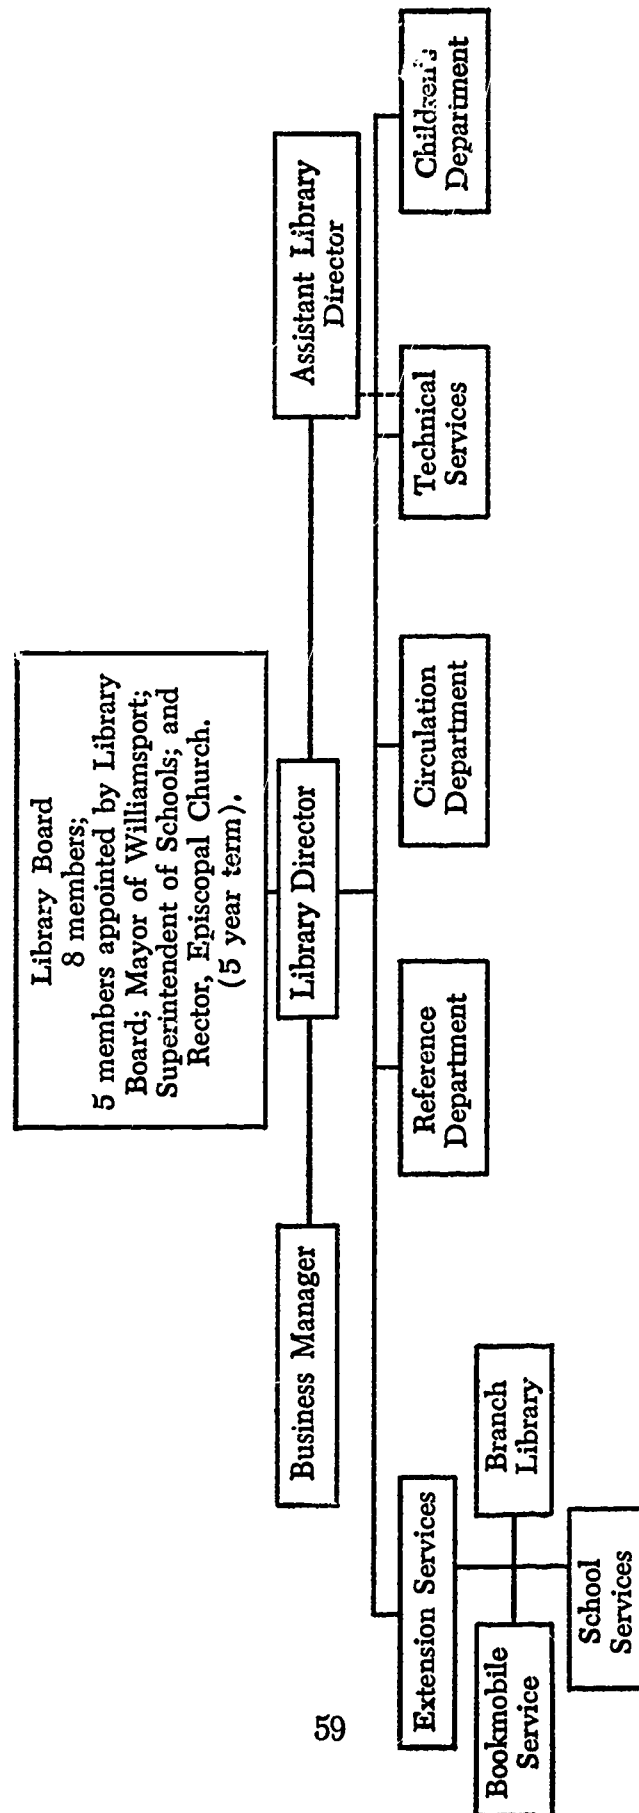 Library Board
8 members;
5 members appointed by Library
Board; Mayor of Williamsport;
Superintendent of Schools; and
Rector, Episcopal Church.
(5 year term).
Business Manager
Library Director
Assistant Library
Director
Extension Services
Reference
Department
Circulation
Department
Technical
Services
Children's
Department
Bookmobile
Service
Branch
Library
School
Services
59